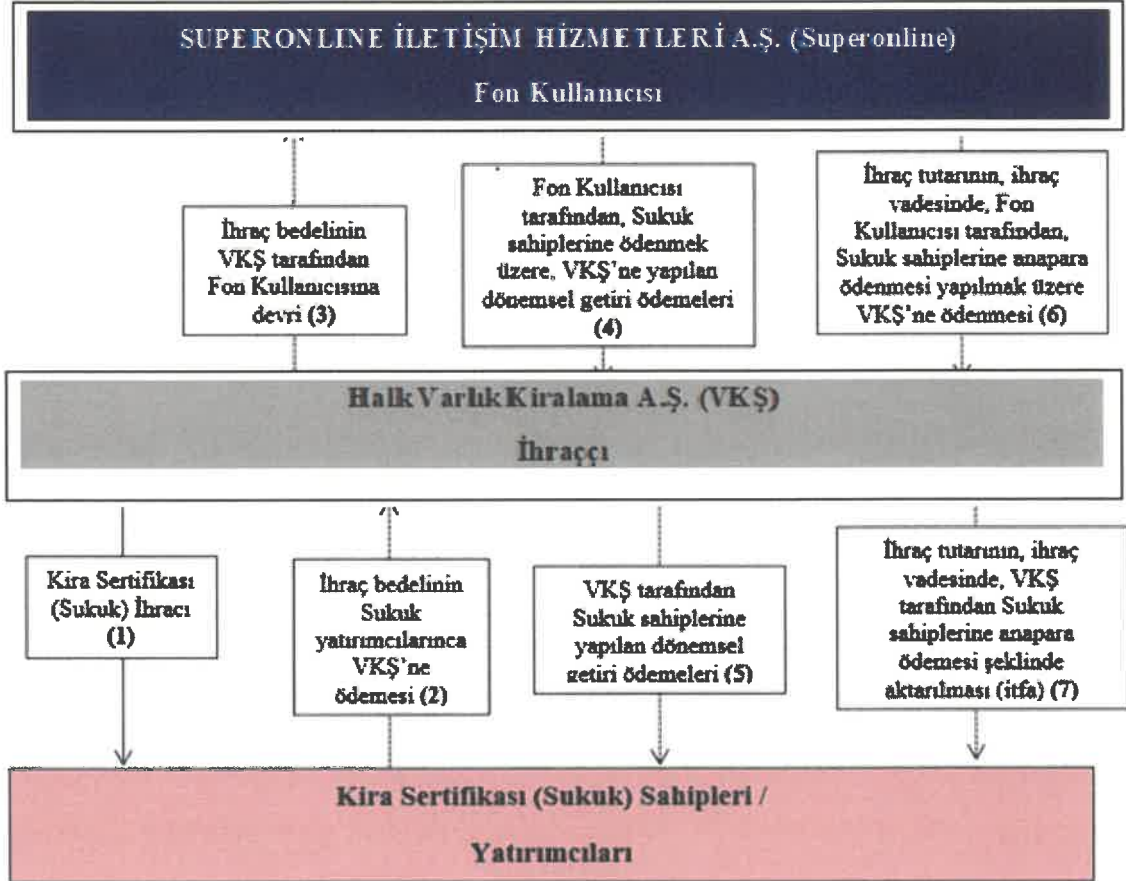 SUPERONLINE İLETİŞİM HİZMETLERİ A.Ş. (Superonline)
Fon Kullanıcısı
İhraç bedelinin
VKŞ tarafından
Fon Kullanıcısına
devri (3)
Fon Kullanıcısı
tarafından, Sukuk
sahiplerine ödenmek
üzere, VKŞ'ne yapılan
dönemsel getiri ödemeleri
(4)
İhraç tutarının, ihraç
vadesinde, Fon
Kullanıcısı tarafından,
Sukuk sahiplerine anapara
ödenmesi yapılmak üzere
VKŞ'ne ödenmesi (6)
Halk Varlık Kiralama A.Ş. (VKŞ)
İhraççı
Kira Sertifikası
(Sukuk) İhracı
(1)
İhraç bedelinin
Sukuk
yatırımcılarınca
VKŞ'ne
ödemesi (2)
VKŞ tarafından
Sukuk sahiplerine
yapılan dönemsel
getiri ödemeleri (5)
İhraç tutarının, ihraç
vadesinde, VKŞ
tarafından Sukuk
sahiplerine anapara
ödemesi şeklinde
aktarılması (itfa) (7)
Kira Sertifikası (Sukuk) Sahipleri /
Yatırımcıları